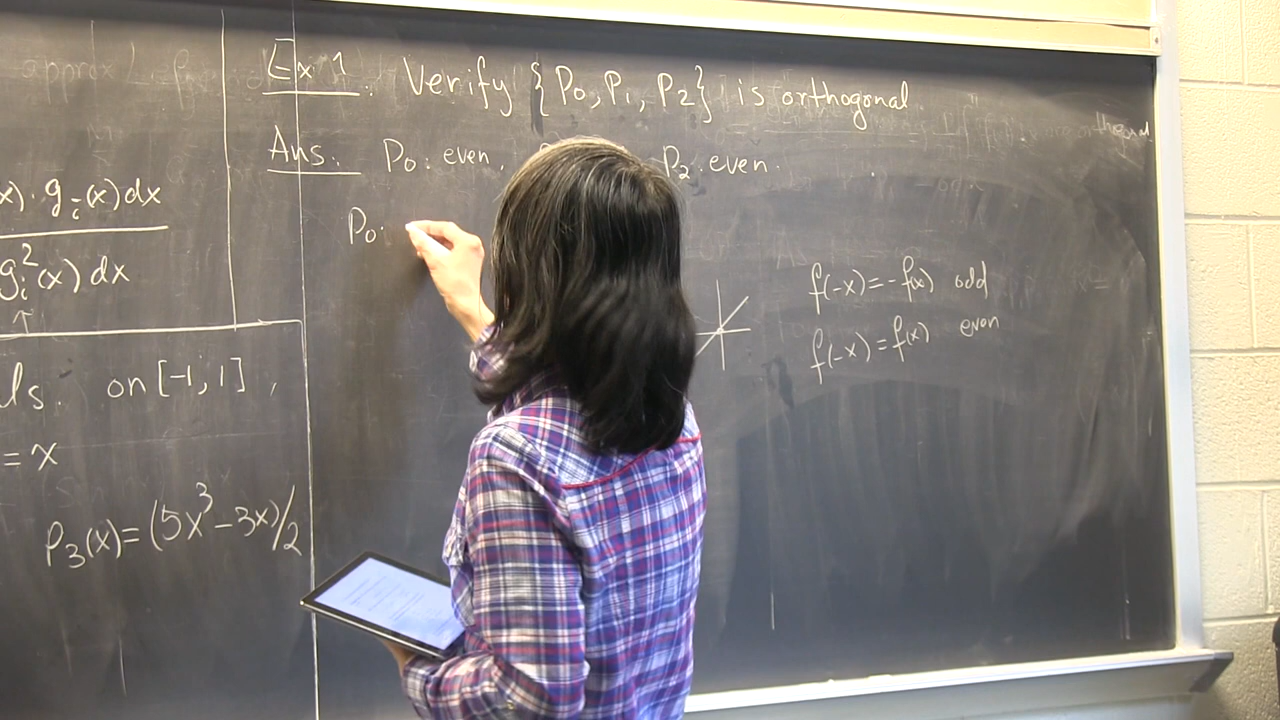 Ex 1. Verify {P0, P1, P2} is orthogonal.
Ans: P0: even, P2: even.
P0·
x)·gi(x)dx
gi²(x)dx
↑
ls. on [-1, 1],
= x
P3(x) = (5x³-3x)/2
f(-x) = -f(x) odd
f(-x) = f(x) even